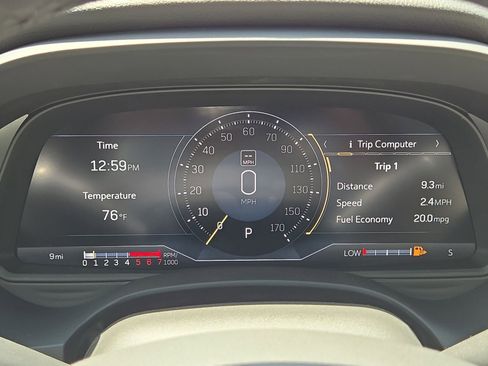 Time
12:59PM
Temperature
76°F
9mi
0 1 2 3 4 5 6 7
RPM/
1000
0
10
20
30
40
50
60
70
80
90
110
130
150
170
--
MPH
0
MPH
P
‹ i Trip Computer ›
Trip 1
Distance 9.3mi
Speed 2.4MPH
Fuel Economy 20.0mpg
LOW
S